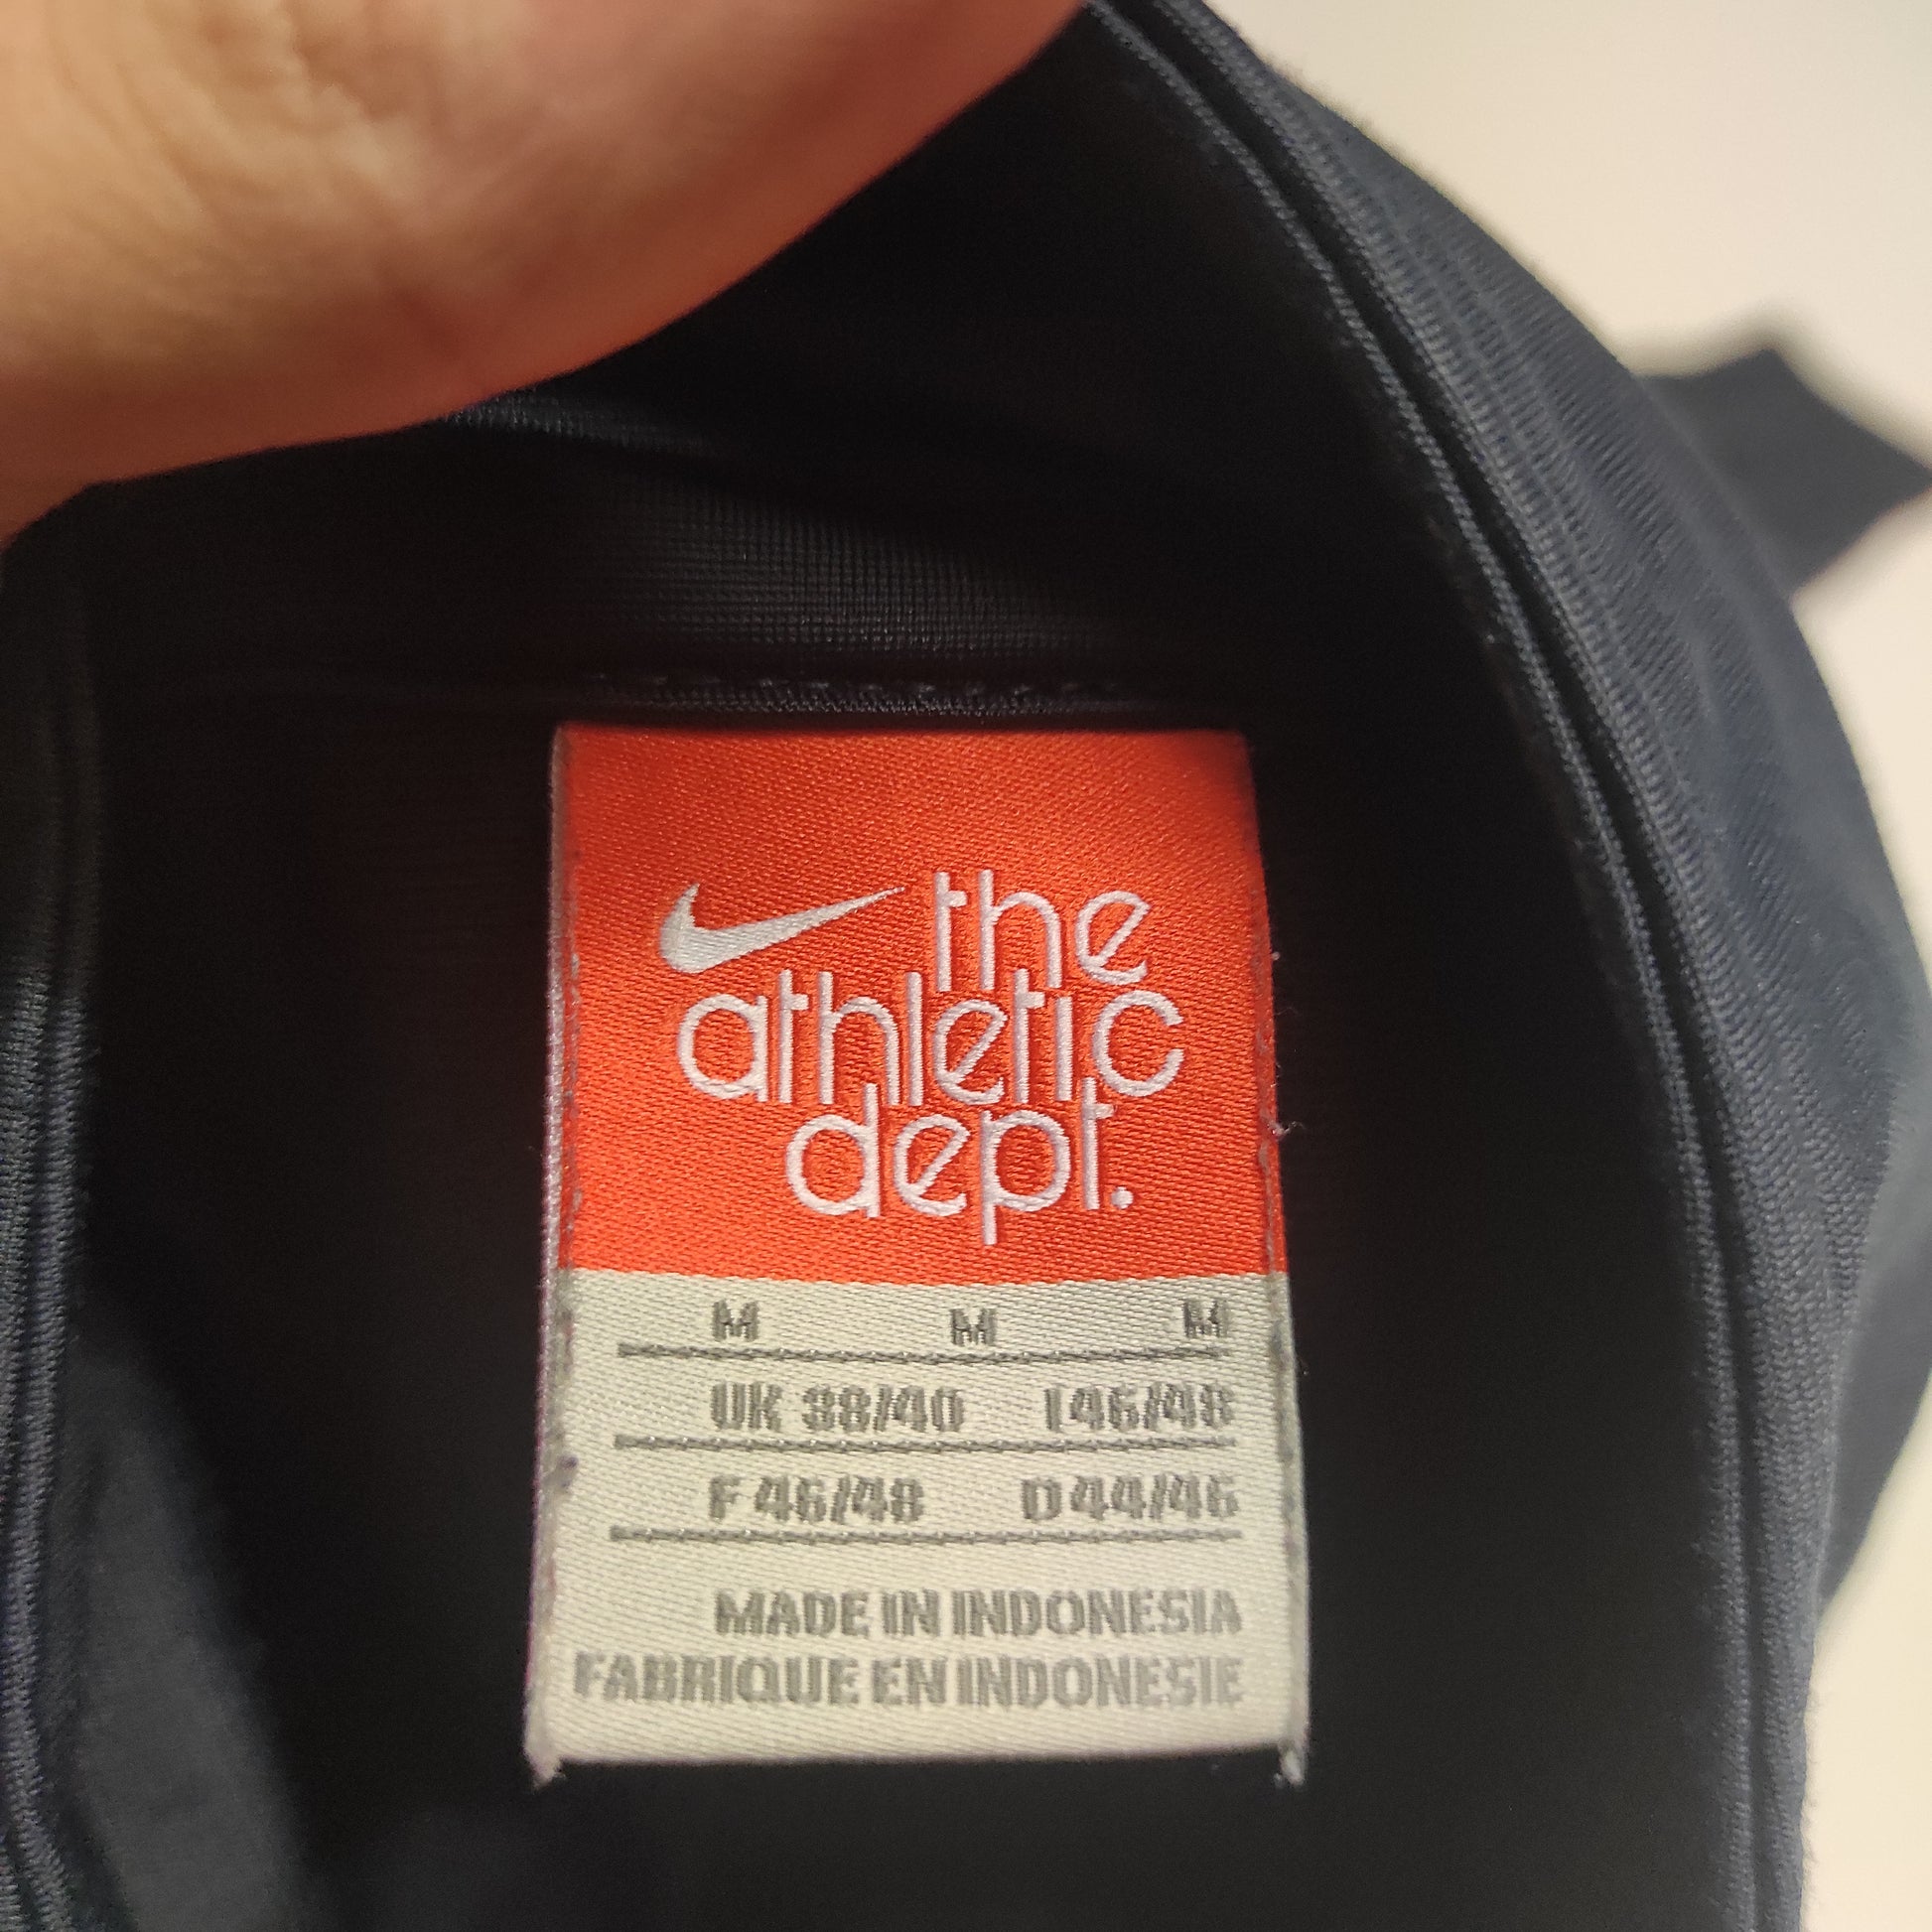 the
athletic
dept.
M M M
UK 38/40 I 46/48
F 46/48 D 44/46
MADE IN INDONESIA
FABRIQUE EN INDONESIE